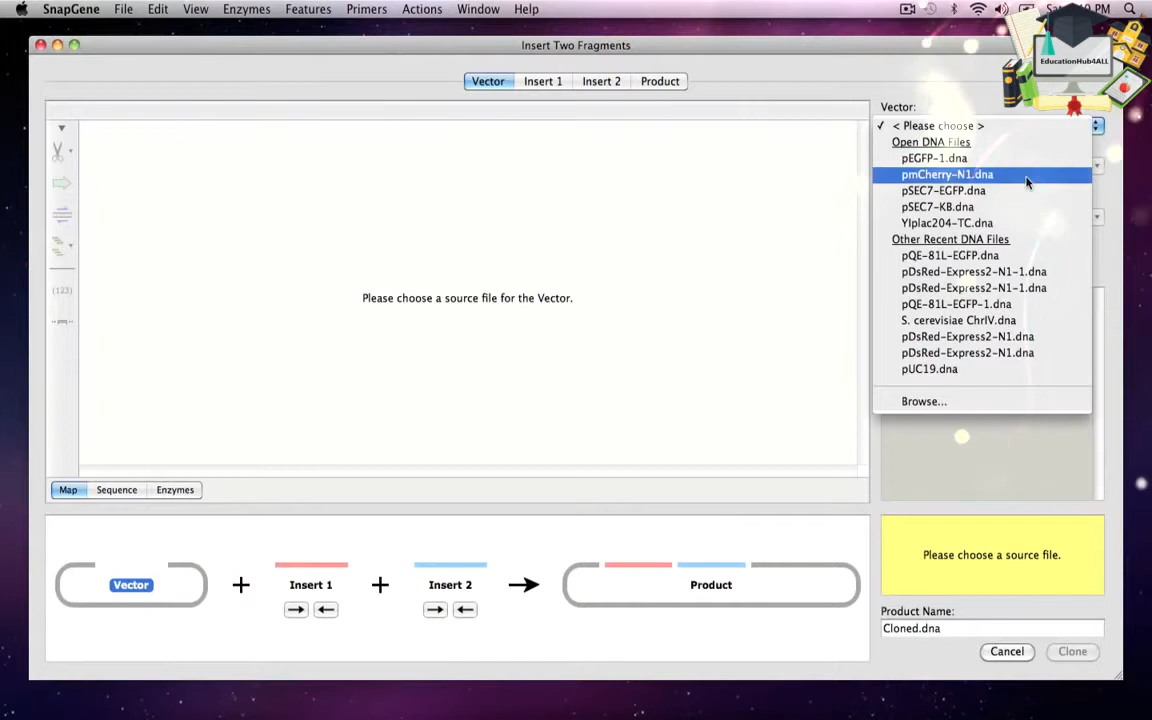 SnapGene File Edit View Enzymes Features Primers Actions Window Help
Insert Two Fragments
EducationHub4ALL
Vector Insert 1 Insert 2 Product
Vector:
✓ < Please choose >
Open DNA Files
pEGFP-1.dna
pmCherry-N1.dna
pSEC7-EGFP.dna
pSEC7-KB.dna
YIplac204-TC.dna
Other Recent DNA Files
pQE-81L-EGFP.dna
pDsRed-Express2-N1-1.dna
pDsRed-Express2-N1-1.dna
pQE-81L-EGFP-1.dna
S. cerevisiae ChrIV.dna
pDsRed-Express2-N1.dna
pDsRed-Express2-N1.dna
pUC19.dna
Browse...
(123)
Please choose a source file for the Vector.
Map Sequence Enzymes
Vector + Insert 1 + Insert 2 Product
Please choose a source file.
Product Name:
Cloned.dna
Cancel Clone